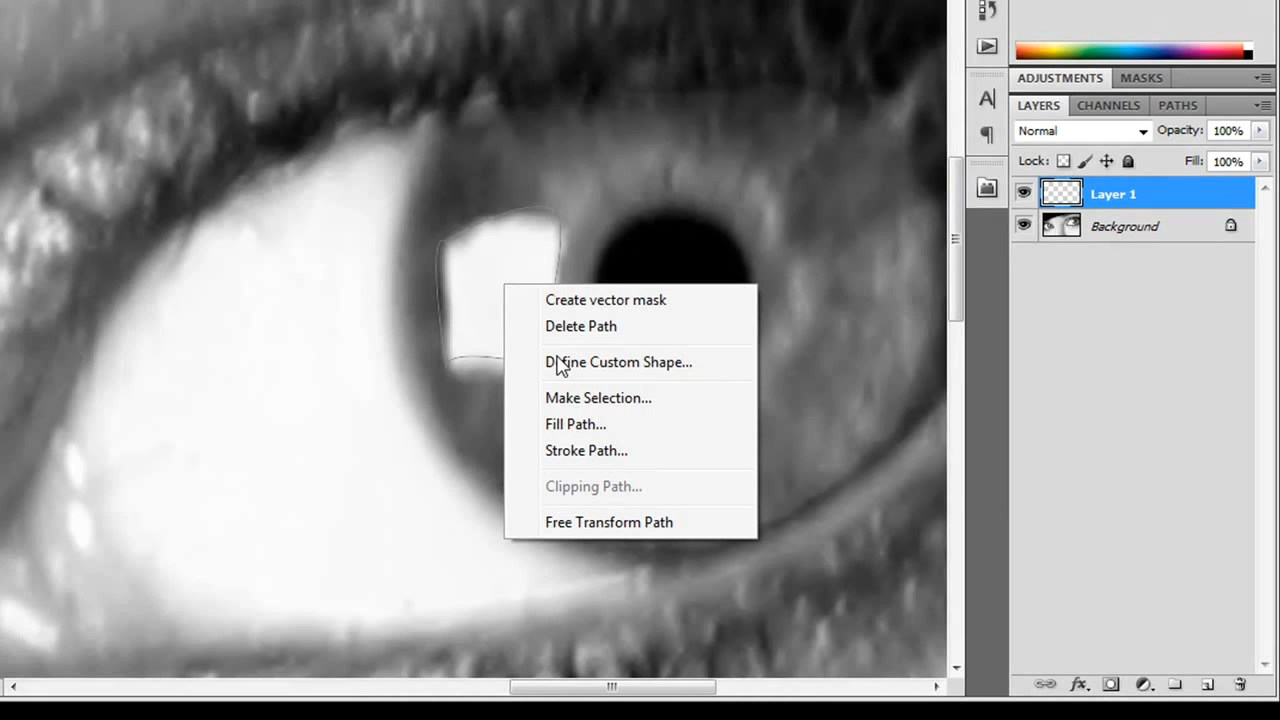 ADJUSTMENTS MASKS
LAYERS CHANNELS PATHS
Normal Opacity: 100%
Lock: Fill: 100%
Layer 1
Background
Create vector mask
Delete Path
Define Custom Shape...
Make Selection...
Fill Path...
Stroke Path...
Clipping Path...
Free Transform Path
A
fx